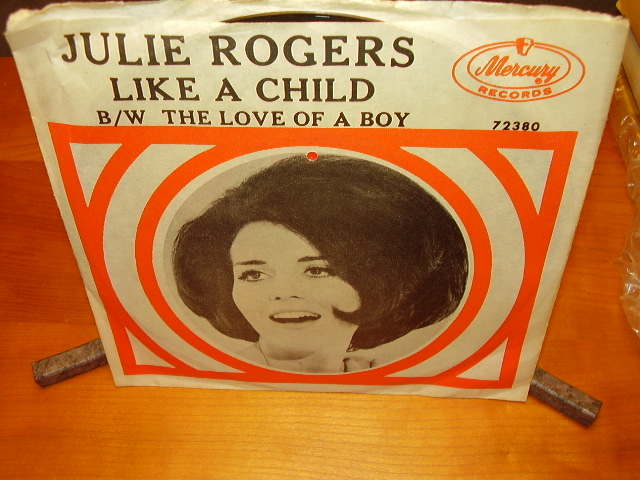 JULIE ROGERS
LIKE A CHILD
B/W THE LOVE OF A BOY
Mercury
RECORDS
72380